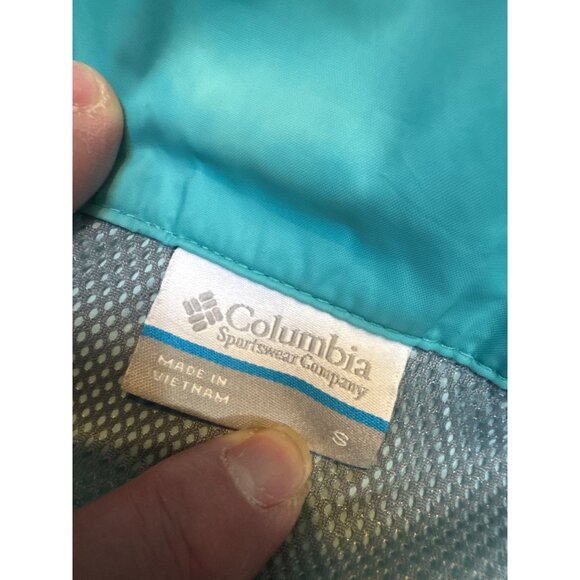 Columbia
Sportswear Company
MADE IN
VIETNAM
S